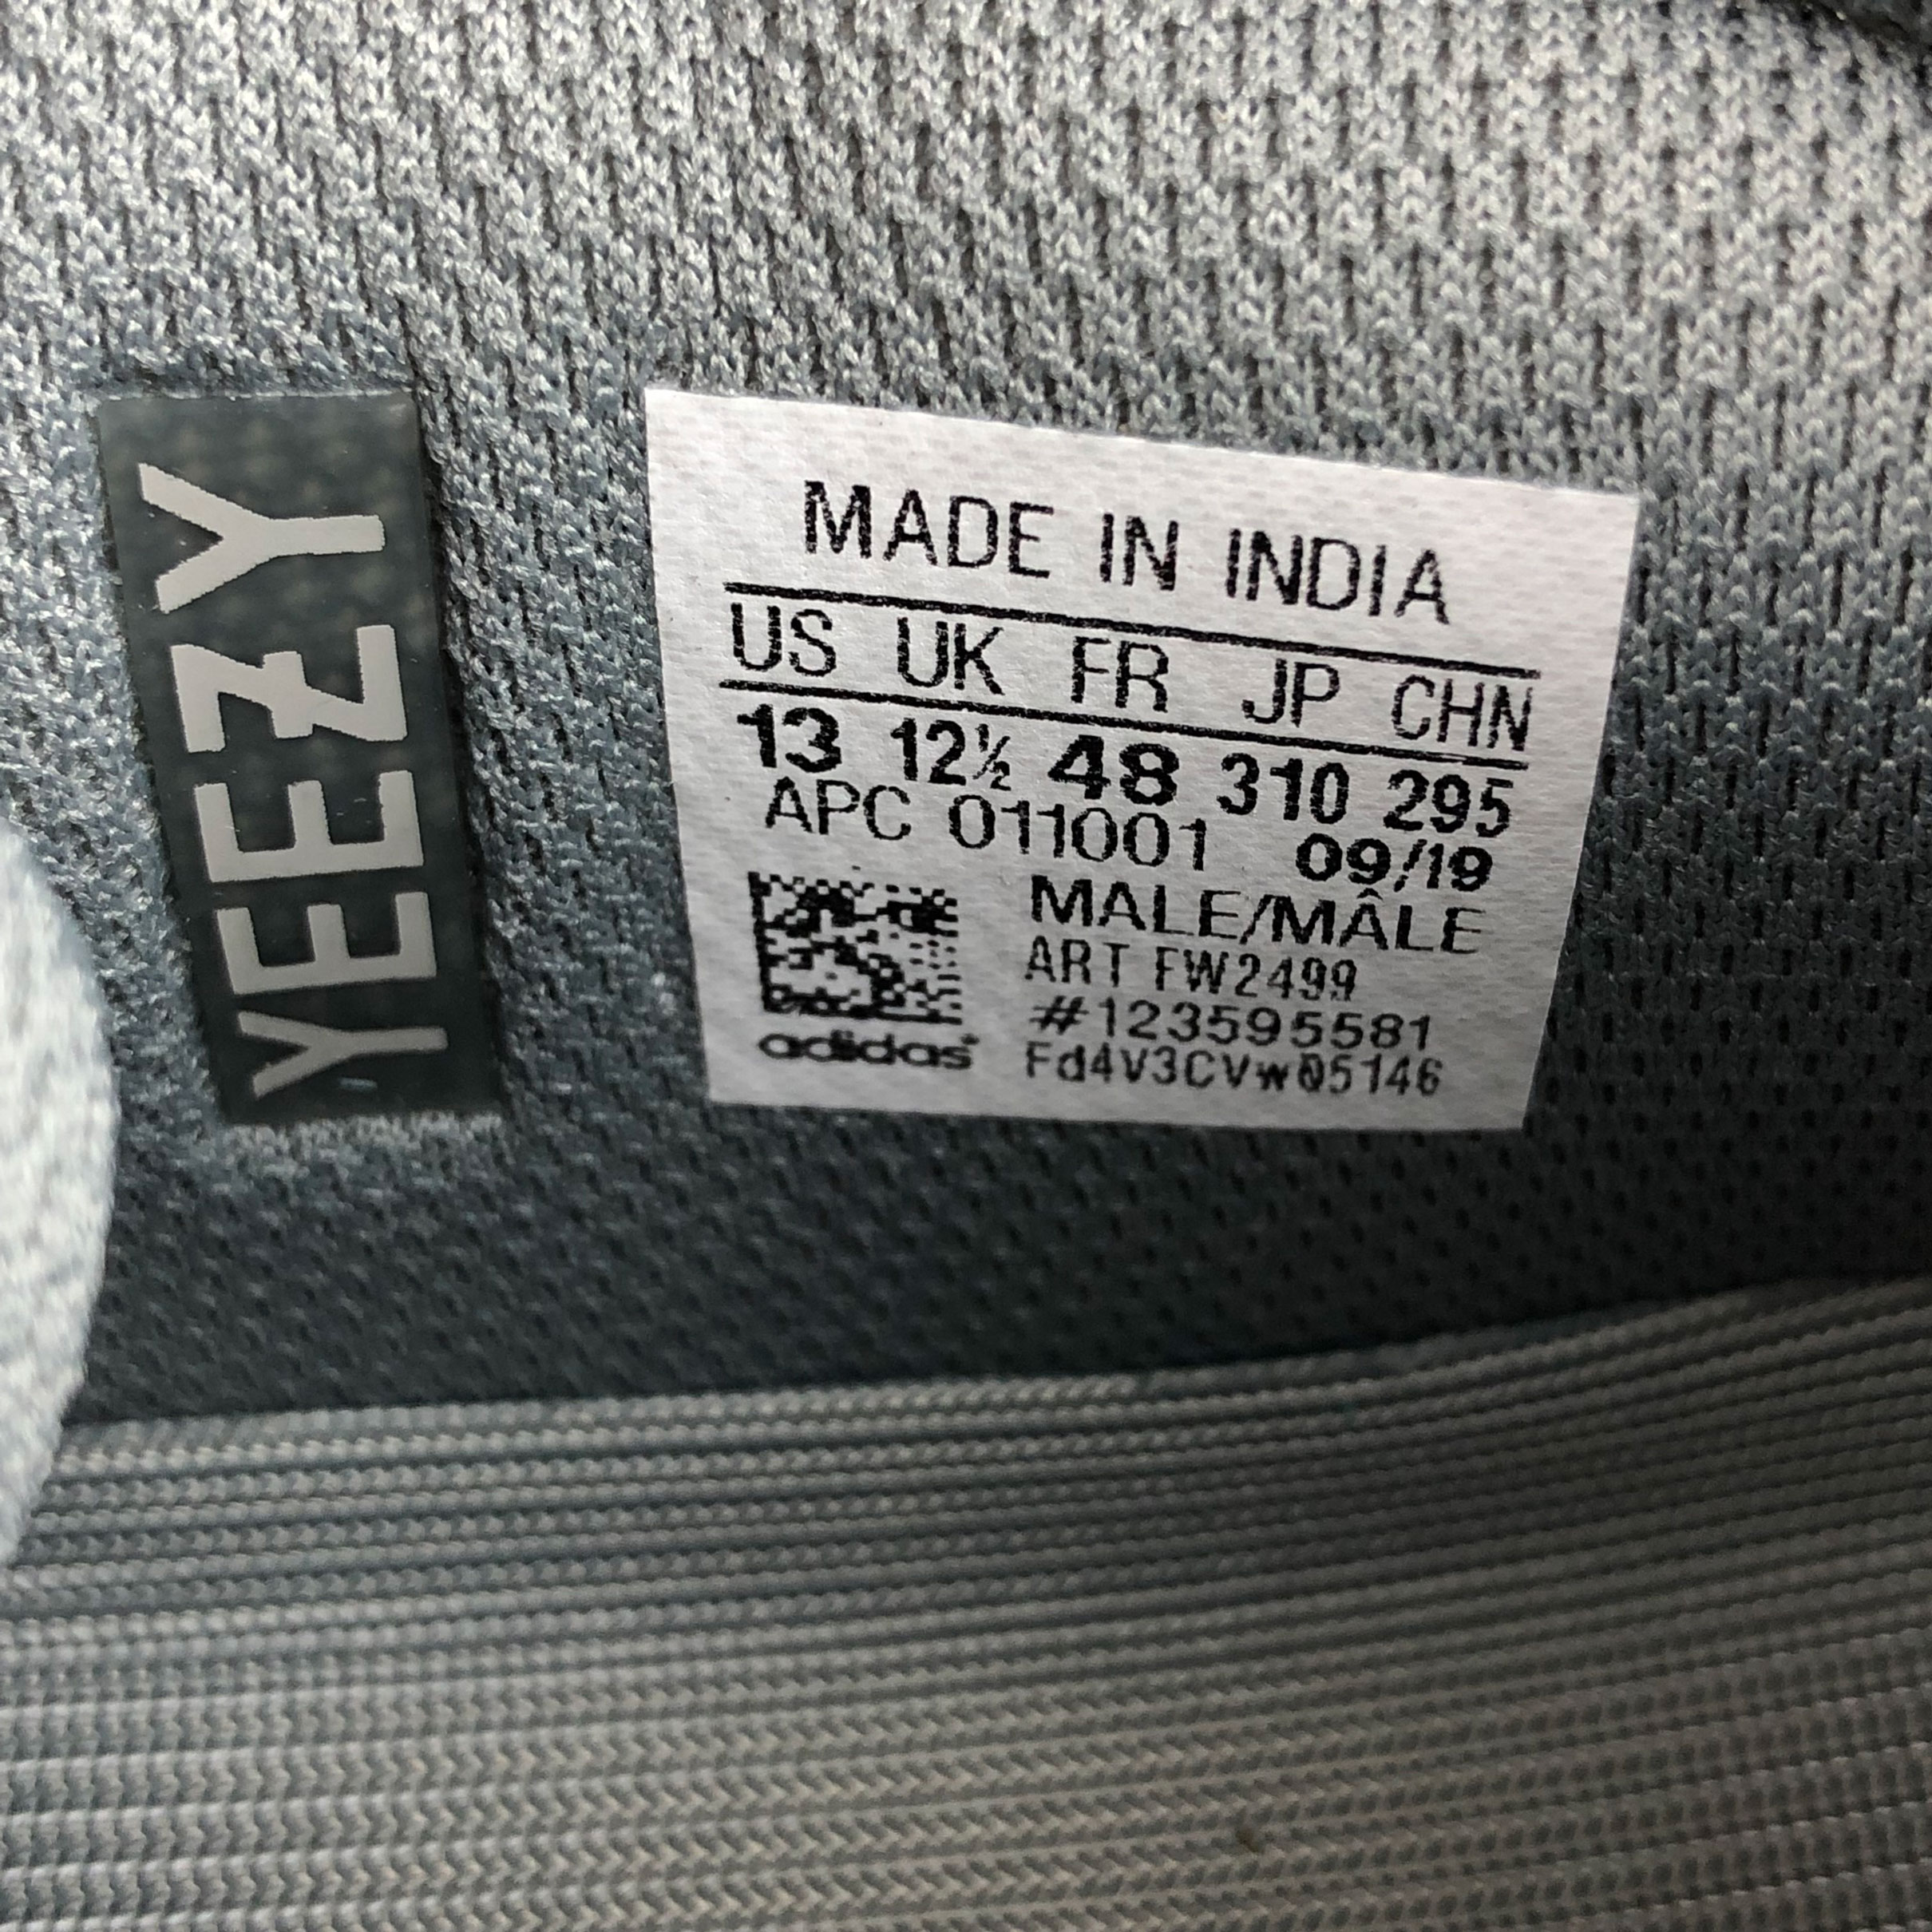 YEEZY
MADE IN INDIA
US UK FR JP CHN
13 12½ 48 310 295
APC 011001 09/19
MALE/MÂLE
ART FW2499
#123595581
Fd4V3CVw05146
adidas